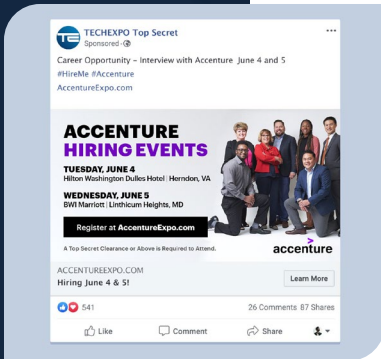 TECHEXPO Top Secret
Sponsored ·
Career Opportunity – Interview with Accenture June 4 and 5
#HireMe #Accenture
AccentureExpo.com
ACCENTURE
HIRING EVENTS
TUESDAY, JUNE 4
Hilton Washington Dulles Hotel | Herndon, VA
WEDNESDAY, JUNE 5
BWI Marriott | Linthicum Heights, MD
Register at AccentureExpo.com
A Top Secret Clearance or Above is Required to Attend.
accenture
ACCENTUREEXPO.COM
Hiring June 4 & 5!
Learn More
541
26 Comments 87 Shares
Like
Comment
Share